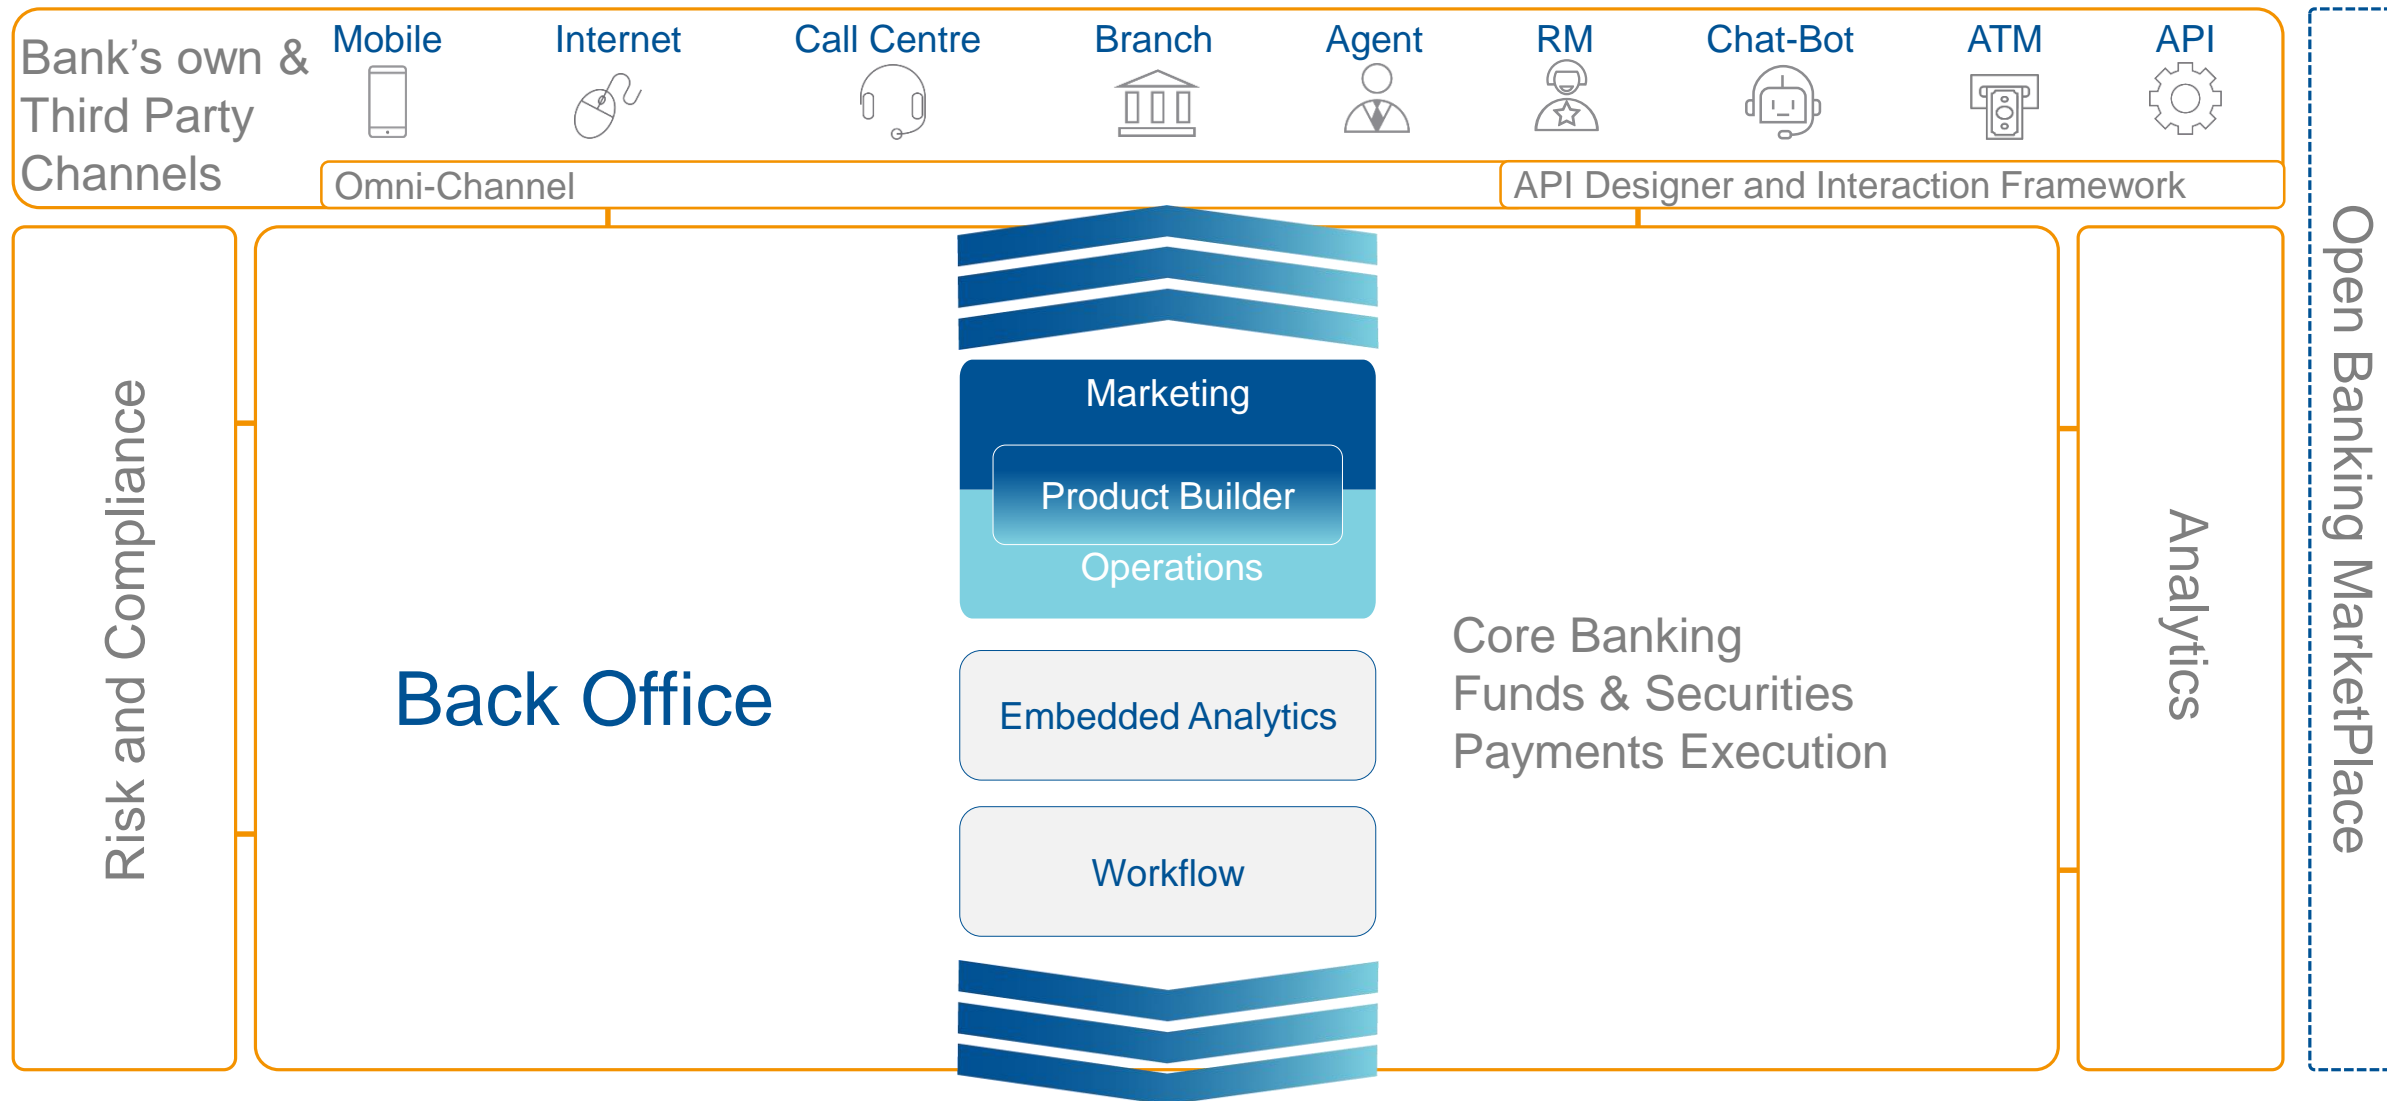 Bank's own &
Third Party
Channels
Mobile
Internet
Call Centre
Branch
Agent
RM
Chat-Bot
ATM
API
Omni-Channel
API Designer and Interaction Framework
Risk and Compliance
Back Office
Marketing
Product Builder
Operations
Embedded Analytics
Workflow
Core Banking
Funds & Securities
Payments Execution
Analytics
Open Banking MarketPlace